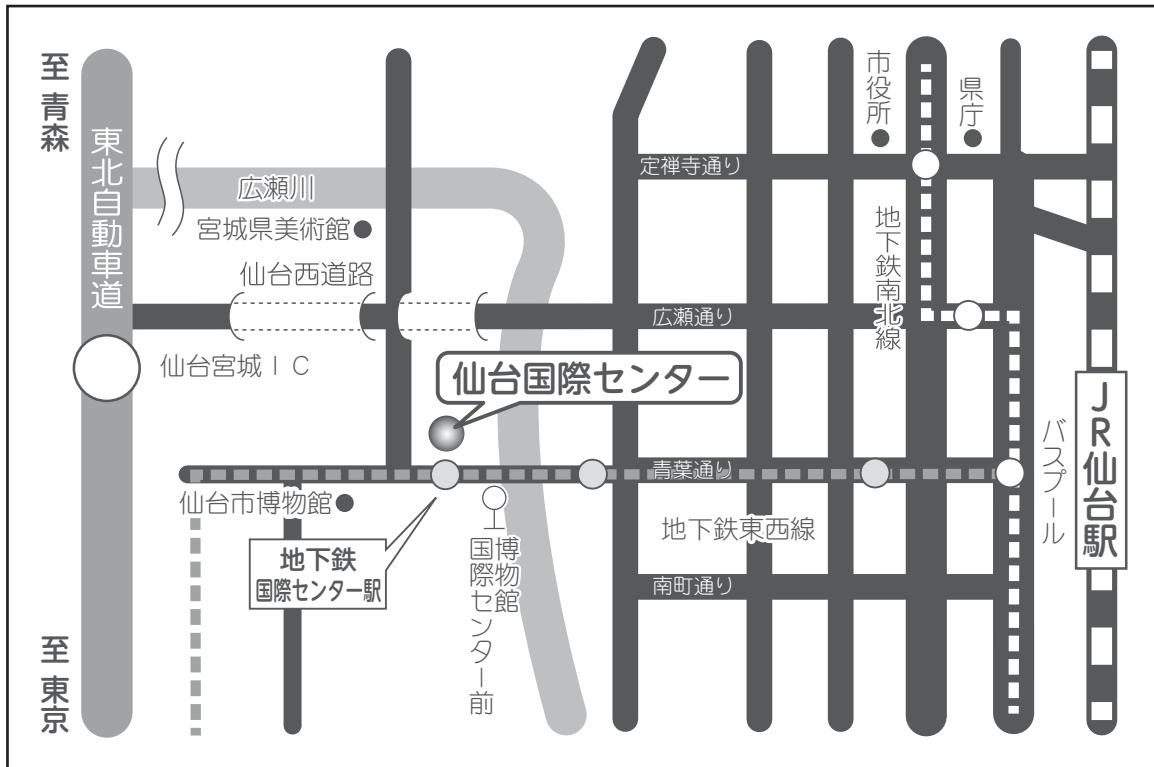 至 青森
東北自動車道
広瀬川
宮城県美術館
仙台西道路
仙台宮城IC
仙台国際センター
市役所
県庁
定禅寺通り
地下鉄南北線
広瀬通り
JR仙台駅
バスプール
青葉通り
仙台市博物館
地下鉄
国際センター駅
博物館
国際センター前
地下鉄東西線
南町通り
至 東京